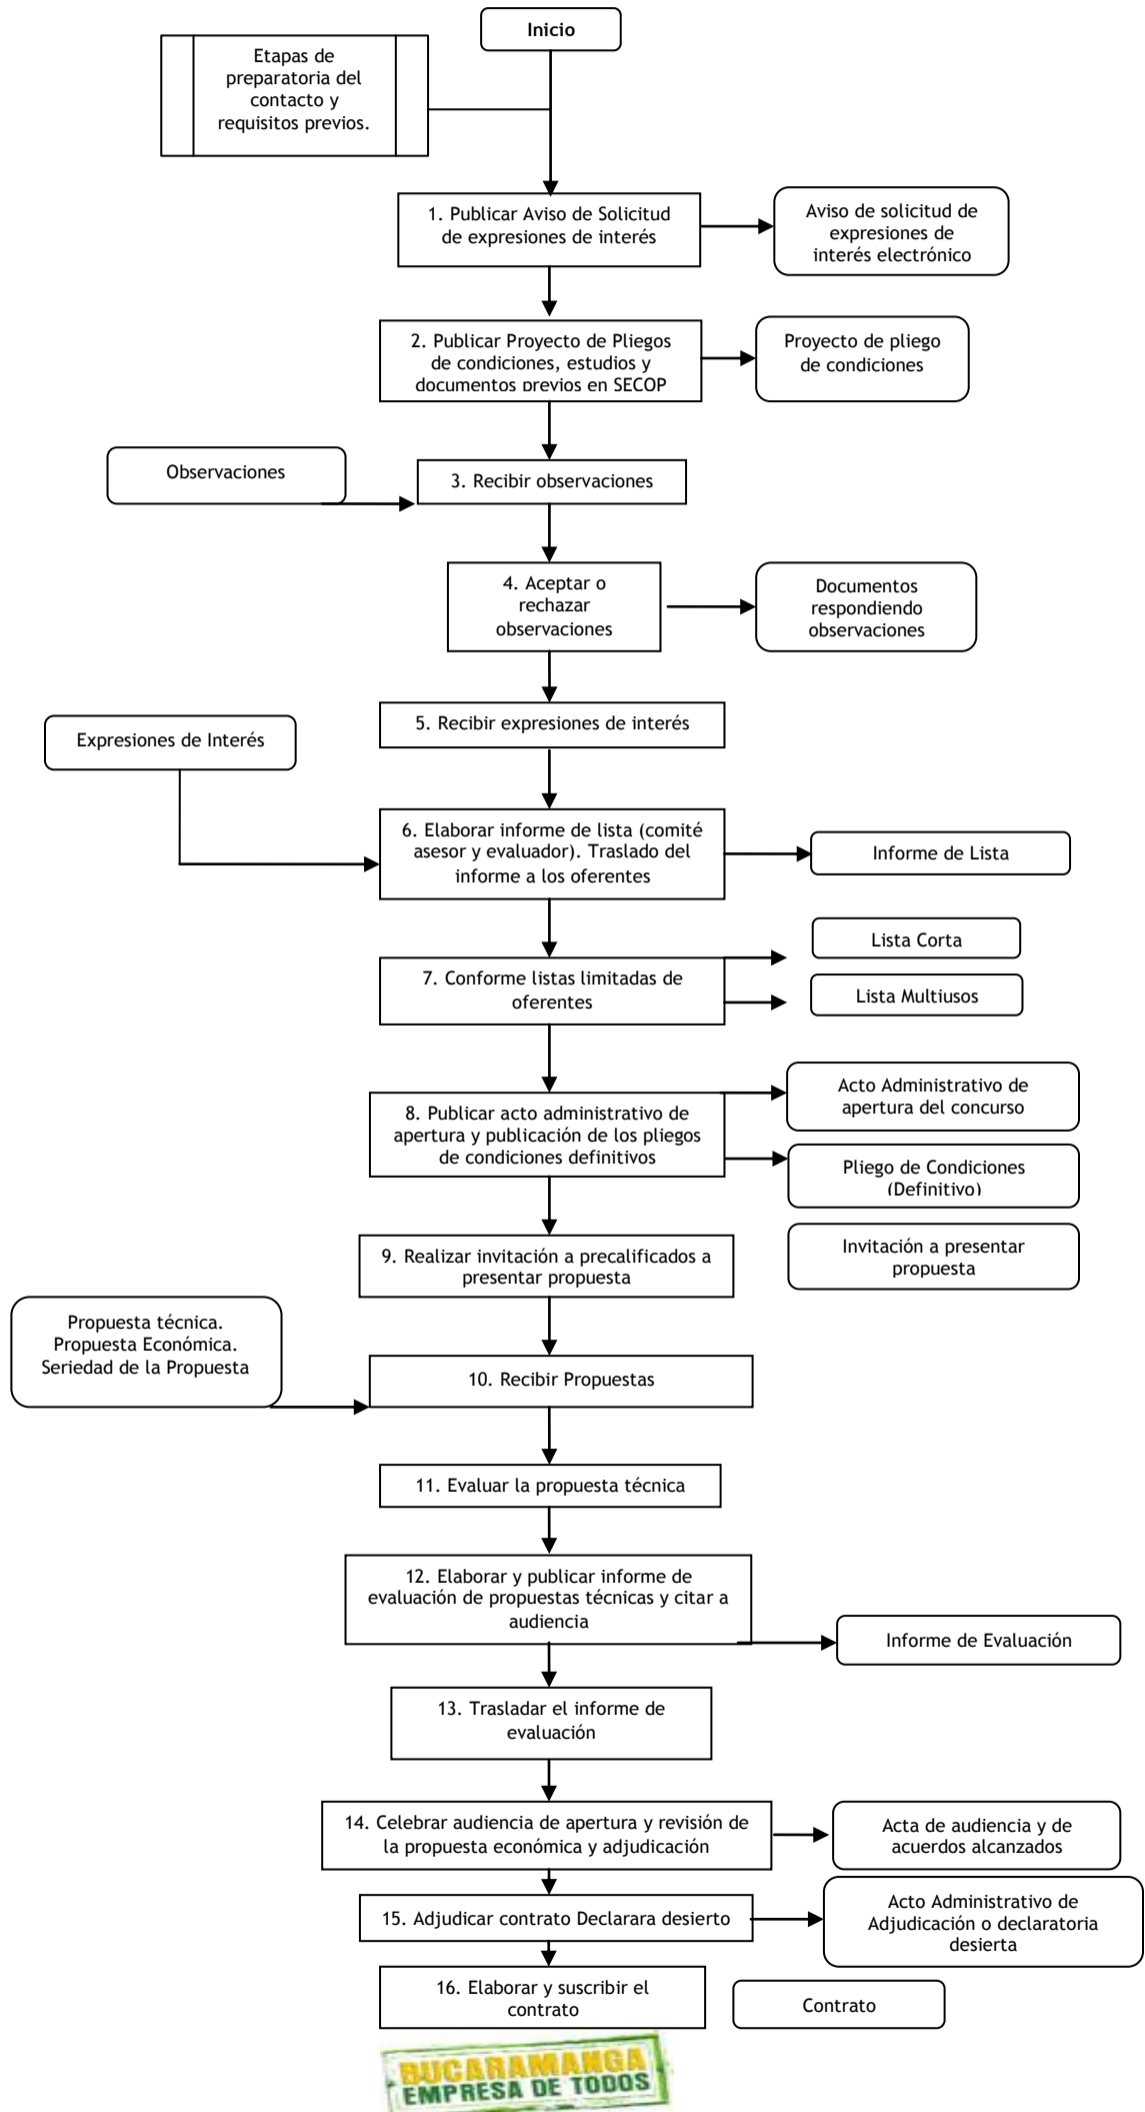 Inicio
Etapas de
preparatoria del
contacto y
requisitos previos.
1. Publicar Aviso de Solicitud
de expresiones de interés
Aviso de solicitud de
expresiones de
interés electrónico
2. Publicar Proyecto de Pliegos
de condiciones, estudios y
documentos previos en SECOP
Proyecto de pliego
de condiciones
Observaciones
3. Recibir observaciones
4. Aceptar o
rechazar
observaciones
Documentos
respondiendo
observaciones
5. Recibir expresiones de interés
Expresiones de Interés
6. Elaborar informe de lista (comité
asesor y evaluador). Traslado del
informe a los oferentes
Informe de Lista
7. Conforme listas limitadas de
oferentes
Lista Corta
Lista Multiusos
8. Publicar acto administrativo de
apertura y publicación de los pliegos
de condiciones definitivos
Acto Administrativo de
apertura del concurso
Pliego de Condiciones
(Definitivo)
9. Realizar invitación a precalificados a
presentar propuesta
Invitación a presentar
propuesta
Propuesta técnica.
Propuesta Económica.
Seriedad de la Propuesta
10. Recibir Propuestas
11. Evaluar la propuesta técnica
12. Elaborar y publicar informe de
evaluación de propuestas técnicas y citar a
audiencia
Informe de Evaluación
13. Trasladar el informe de
evaluación
14. Celebrar audiencia de apertura y revisión de
la propuesta económica y adjudicación
Acta de audiencia y de
acuerdos alcanzados
15. Adjudicar contrato Declarara desierto
Acto Administrativo de
Adjudicación o declaratoria
desierta
16. Elaborar y suscribir el
contrato
Contrato
BUCARAMANGA
EMPRESA DE TODOS